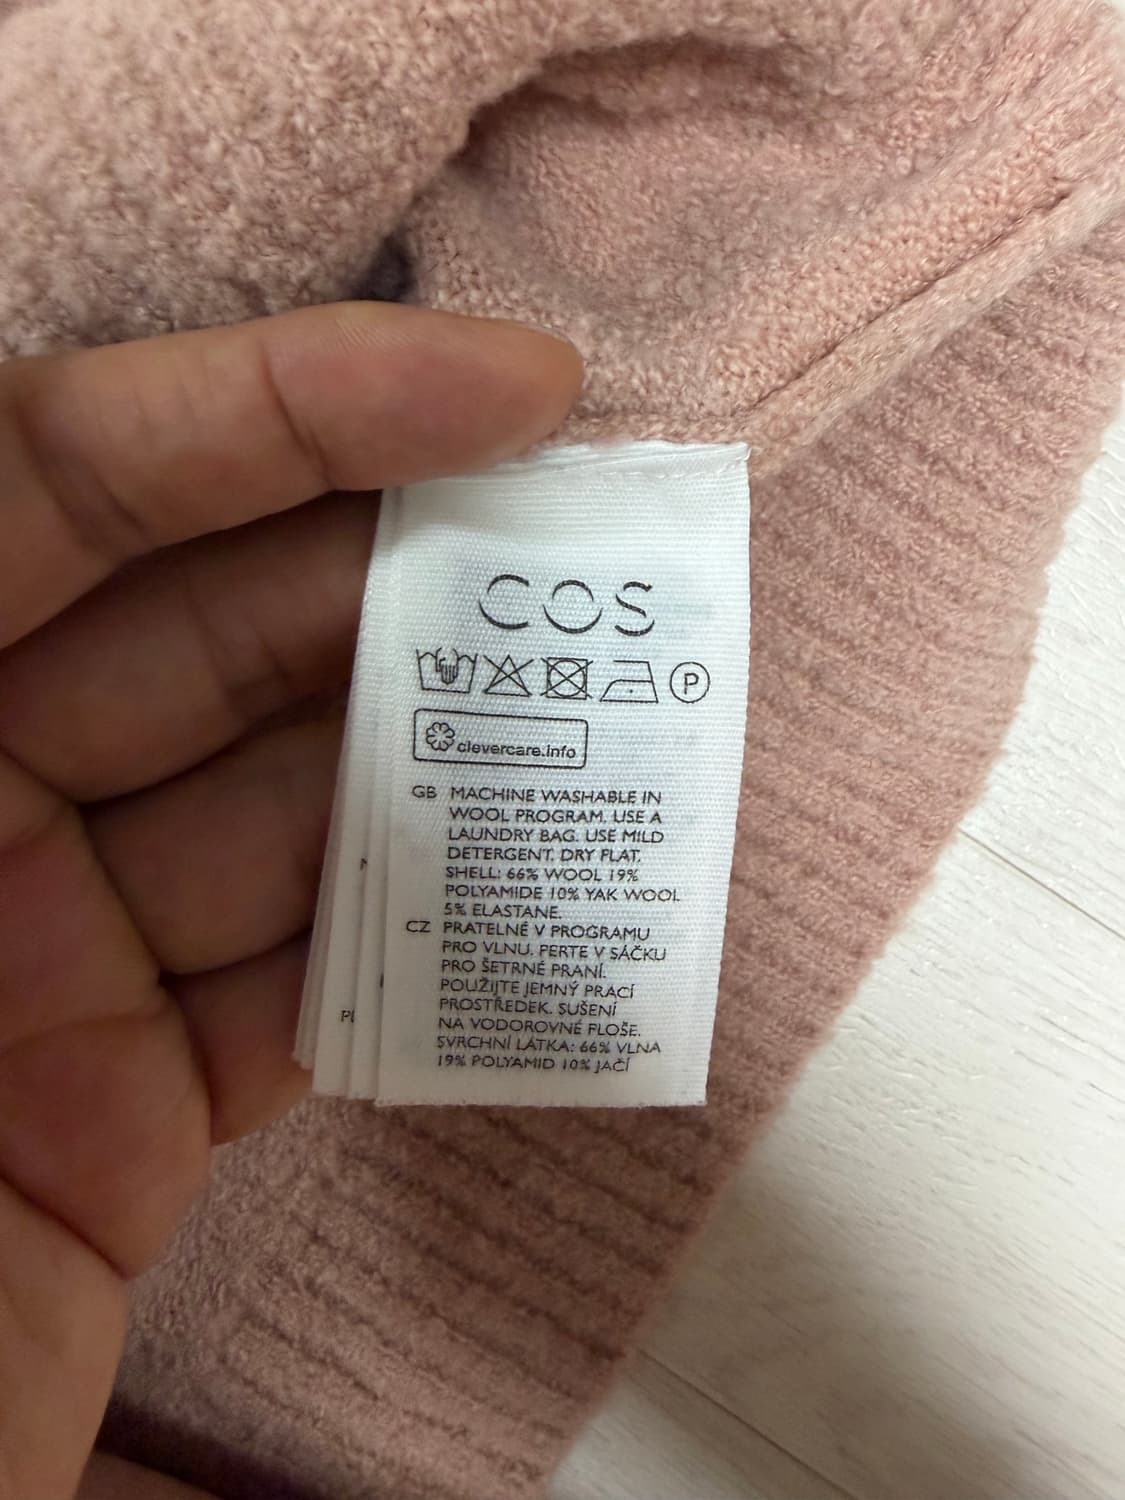 COS
P
clevercare.info
GB MACHINE WASHABLE IN
WOOL PROGRAM. USE A
LAUNDRY BAG. USE MILD
DETERGENT. DRY FLAT.
SHELL: 66% WOOL 19%
POLYAMIDE 10% YAK WOOL
5% ELASTANE.
CZ PRATELNÉ V PROGRAMU
PRO VLNU. PERTE V SÁČKU
PRO ŠETRNÉ PRANÍ.
POUŽIJTE JEMNÝ PRACÍ
PROSTŘEDEK. SUŠENÍ
NA VODOROVNÉ PLOŠE.
SVRCHNÍ LÁTKA: 66% VLNA
19% POLYAMID 10% JAČÍ